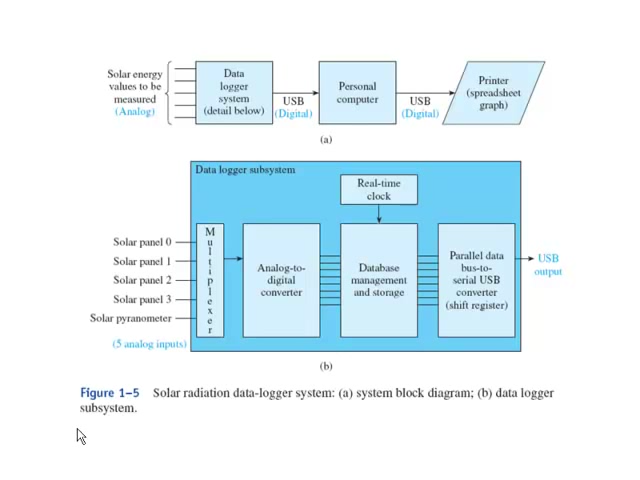 Solar energy
values to be
measured
(Analog)
Data
logger
system
(detail below)
USB
(Digital)
Personal
computer
USB
(Digital)
Printer
(spreadsheet
graph)
(a)
Data logger subsystem
Real-time
clock
Solar panel 0
Solar panel 1
Solar panel 2
Solar panel 3
Solar pyranometer
(5 analog inputs)
Multiplexer
Analog-to-
digital
converter
Database
management
and storage
Parallel data
bus-to-
serial USB
converter
(shift register)
USB
output
(b)
Figure 1–5 Solar radiation data-logger system: (a) system block diagram; (b) data logger
subsystem.